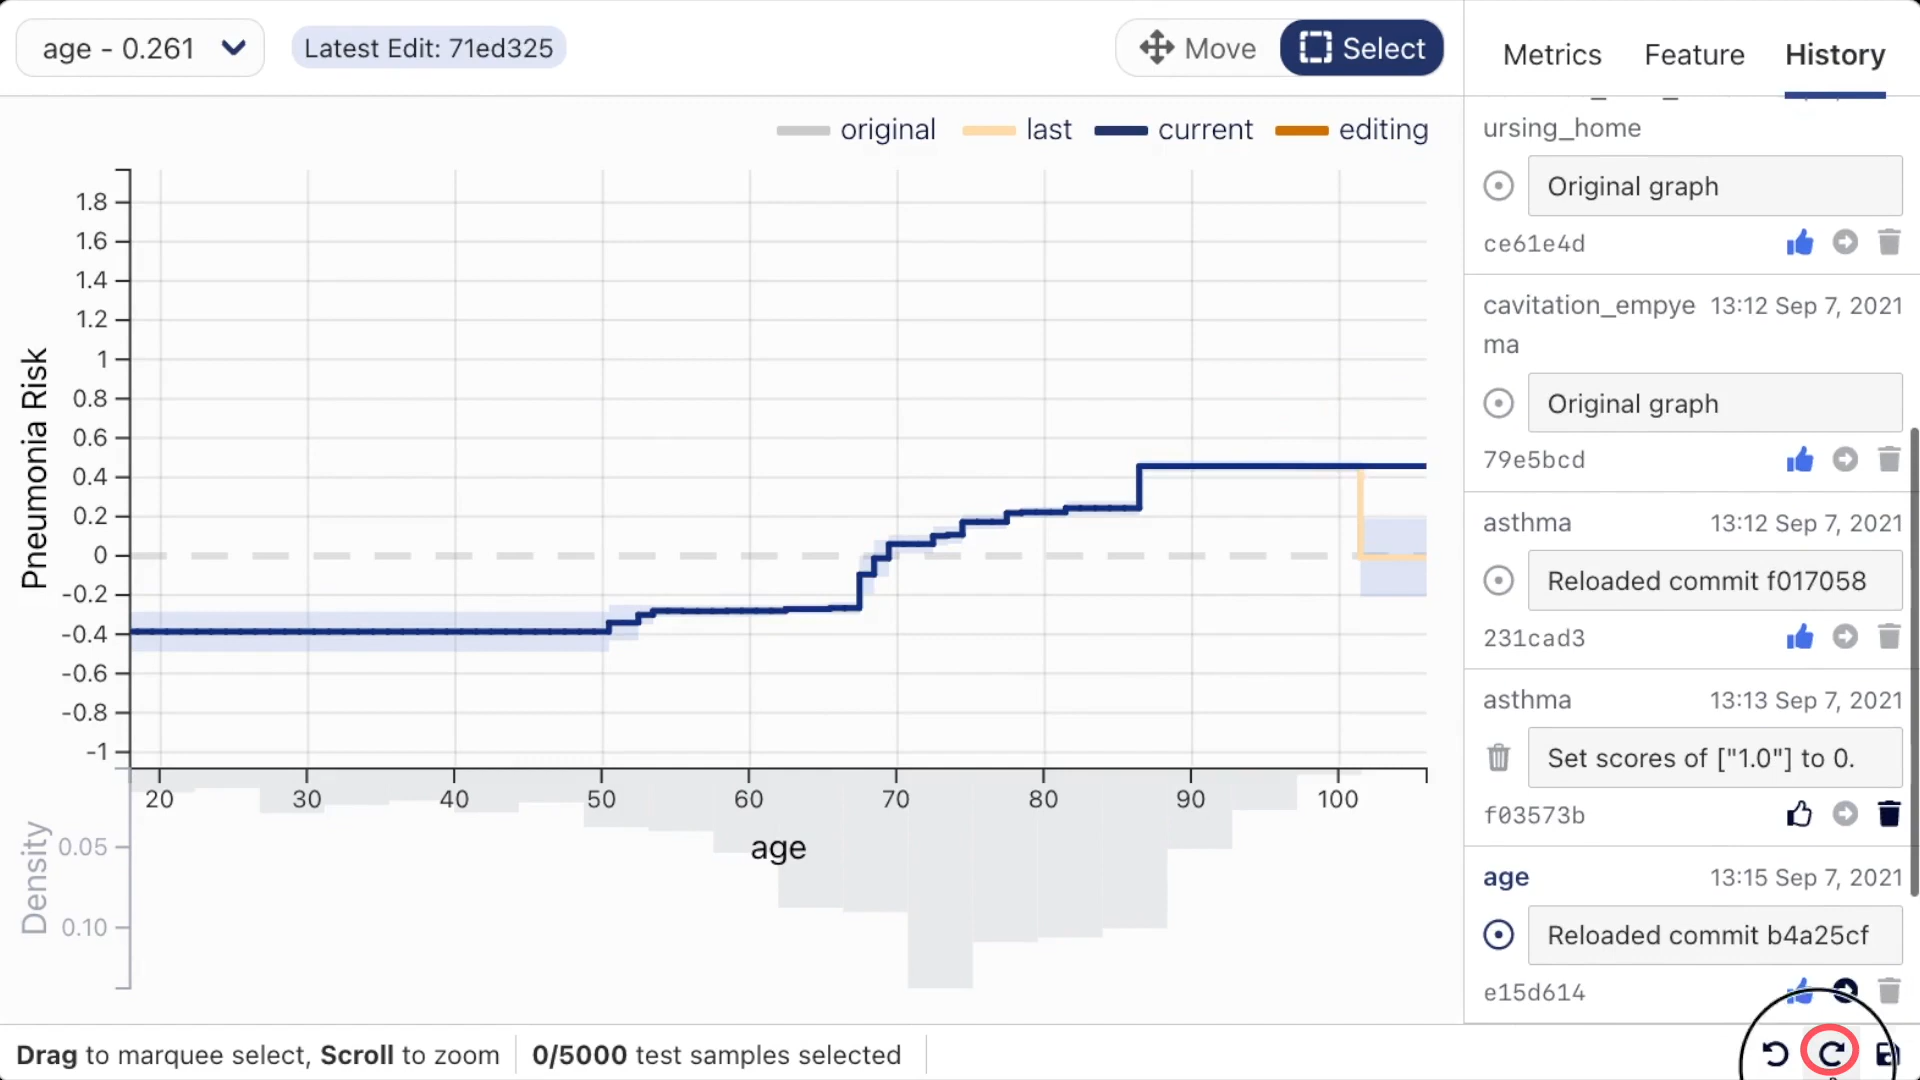 age - 0.261
Latest Edit: 71ed325
Move
Select
Metrics
Feature
History
original
last
current
editing
1.8
1.6
1.4
1.2
1
0.8
0.6
0.4
0.2
0
-0.2
-0.4
-0.6
-0.8
-1
Pneumonia Risk
20
30
40
50
60
70
80
90
100
age
Density
0.05
0.10
ursing_home
Original graph
ce61e4d
cavitation_empye 13:12 Sep 7, 2021
ma
Original graph
79e5bcd
asthma 13:12 Sep 7, 2021
Reloaded commit f017058
231cad3
asthma 13:13 Sep 7, 2021
Set scores of ["1.0"] to 0.
f03573b
age 13:15 Sep 7, 2021
Reloaded commit b4a25cf
e15d614
Drag to marquee select, Scroll to zoom
0/5000 test samples selected